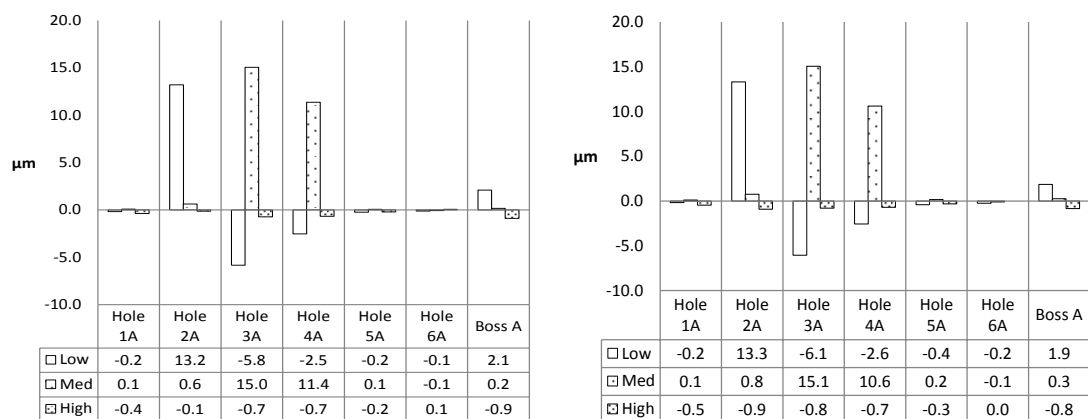 20.0
15.0
10.0
5.0
0.0
-5.0
-10.0
µm
Hole 1A Hole 2A Hole 3A Hole 4A Hole 5A Hole 6A Boss A
Low -0.2 13.2 -5.8 -2.5 -0.2 -0.1 2.1
Med 0.1 0.6 15.0 11.4 0.1 -0.1 0.2
High -0.4 -0.1 -0.7 -0.7 -0.2 0.1 -0.9
20.0
15.0
10.0
5.0
0.0
-5.0
-10.0
µm
Hole 1A Hole 2A Hole 3A Hole 4A Hole 5A Hole 6A Boss A
Low -0.2 13.3 -6.1 -2.6 -0.4 -0.2 1.9
Med 0.1 0.8 15.1 10.6 0.2 -0.1 0.3
High -0.5 -0.9 -0.8 -0.7 -0.3 0.0 -0.8